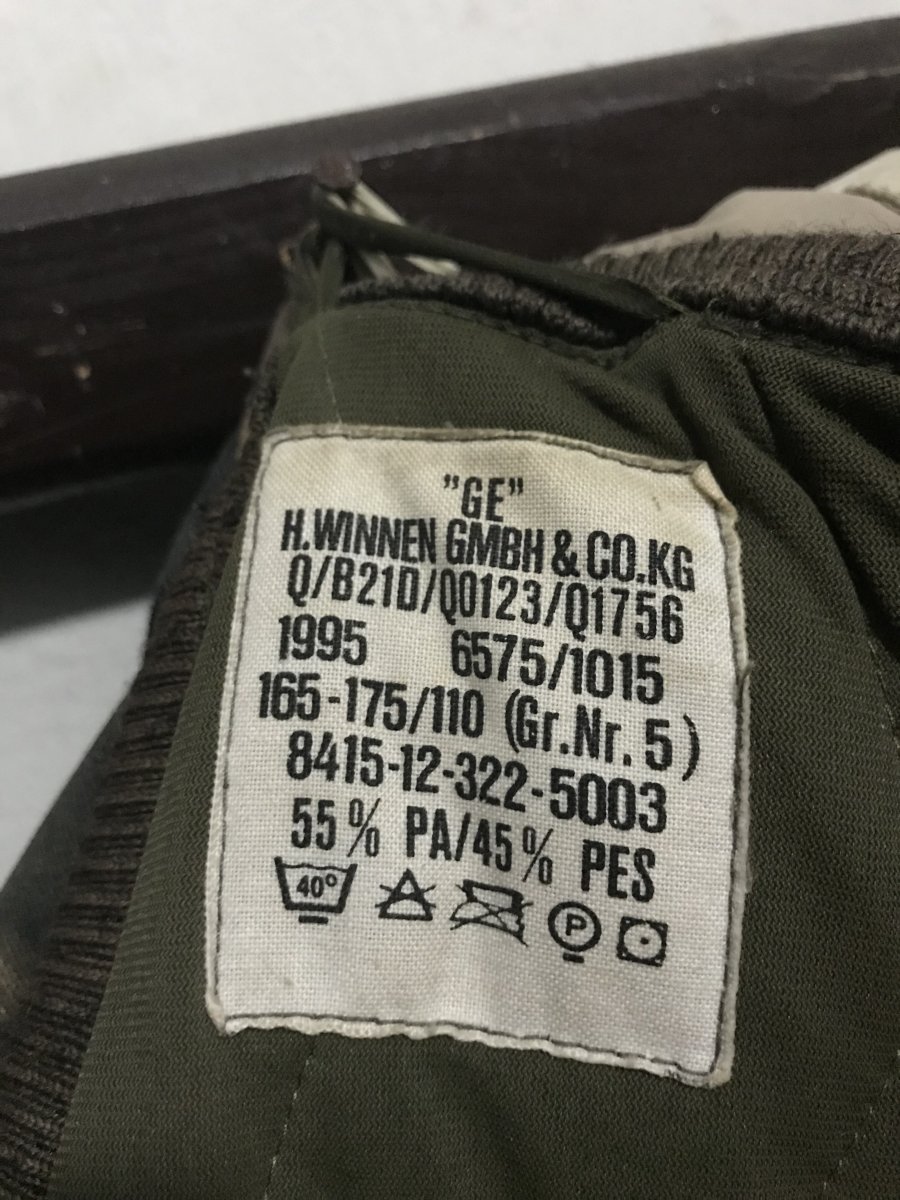 "GE"
H.WINNEN GMBH & CO.KG
Q/B21D/Q0123/Q1756
1995 6575/1015
165-175/110 (Gr.Nr.5)
8415-12-322-5003
55% PA/45% PES
40° P